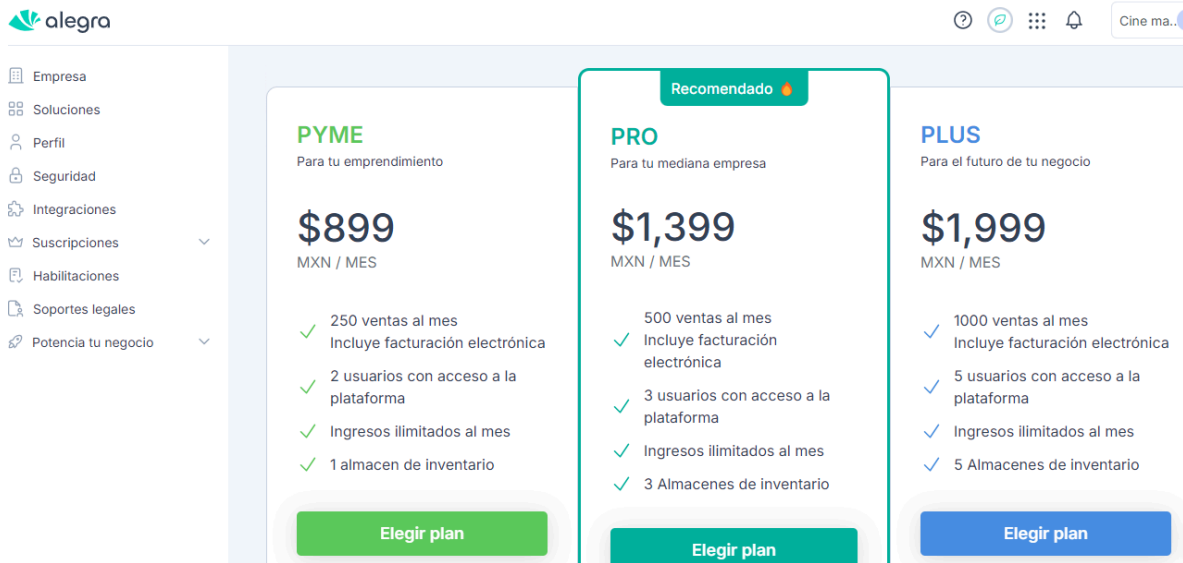 alegra
Cine ma..
Empresa
Soluciones
Perfil
Seguridad
Integraciones
Suscripciones
Habilitaciones
Soportes legales
Potencia tu negocio
PYME
Para tu emprendimiento
$899
MXN / MES
250 ventas al mes
Incluye facturación electrónica
2 usuarios con acceso a la
plataforma
Ingresos ilimitados al mes
1 almacen de inventario
Elegir plan
Recomendado
PRO
Para tu mediana empresa
$1,399
MXN / MES
500 ventas al mes
Incluye facturación
electrónica
3 usuarios con acceso a la
plataforma
Ingresos ilimitados al mes
3 Almacenes de inventario
Elegir plan
PLUS
Para el futuro de tu negocio
$1,999
MXN / MES
1000 ventas al mes
Incluye facturación electrónica
5 usuarios con acceso a la
plataforma
Ingresos ilimitados al mes
5 Almacenes de inventario
Elegir plan